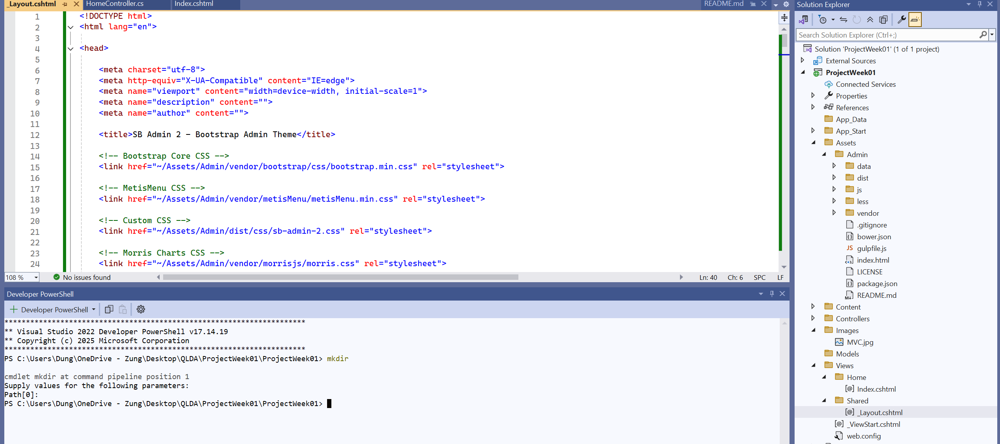 _Layout.cshtml
HomeController.cs
Index.cshtml
README.md
1 <!DOCTYPE html>
2 <html lang="en">
3
4 <head>
5
6 <meta charset="utf-8">
7 <meta http-equiv="X-UA-Compatible" content="IE=edge">
8 <meta name="viewport" content="width=device-width, initial-scale=1">
9 <meta name="description" content="">
10 <meta name="author" content="">
11
12 <title>SB Admin 2 - Bootstrap Admin Theme</title>
13
14 <!-- Bootstrap Core CSS -->
15 <link href="~/Assets/Admin/vendor/bootstrap/css/bootstrap.min.css" rel="stylesheet">
16
17 <!-- MetisMenu CSS -->
18 <link href="~/Assets/Admin/vendor/metisMenu/metisMenu.min.css" rel="stylesheet">
19
20 <!-- Custom CSS -->
21 <link href="~/Assets/Admin/dist/css/sb-admin-2.css" rel="stylesheet">
22
23 <!-- Morris Charts CSS -->
24 <link href="~/Assets/Admin/vendor/morrisjs/morris.css" rel="stylesheet">
108 % No issues found Ln: 40 Ch: 6 SPC LF
Developer PowerShell
Developer PowerShell
**********************************************************************
** Visual Studio 2022 Developer PowerShell v17.14.19
** Copyright (c) 2025 Microsoft Corporation
**********************************************************************
PS C:\Users\Dung\OneDrive - Zung\Desktop\QLDA\ProjectWeek01\ProjectWeek01> mkdir
cmdlet mkdir at command pipeline position 1
Supply values for the following parameters:
Path[0]:
PS C:\Users\Dung\OneDrive - Zung\Desktop\QLDA\ProjectWeek01\ProjectWeek01>
Solution Explorer
Search Solution Explorer (Ctrl+;)
Solution 'ProjectWeek01' (1 of 1 project)
External Sources
ProjectWeek01
Connected Services
Properties
References
App_Data
App_Start
Assets
Admin
data
dist
js
less
vendor
.gitignore
bower.json
JS gulpfile.js
index.html
LICENSE
package.json
README.md
Content
Controllers
Images
MVC.jpg
Models
Views
Home
[@] Index.cshtml
Shared
[@] _Layout.cshtml
[@] _ViewStart.cshtml
web.config